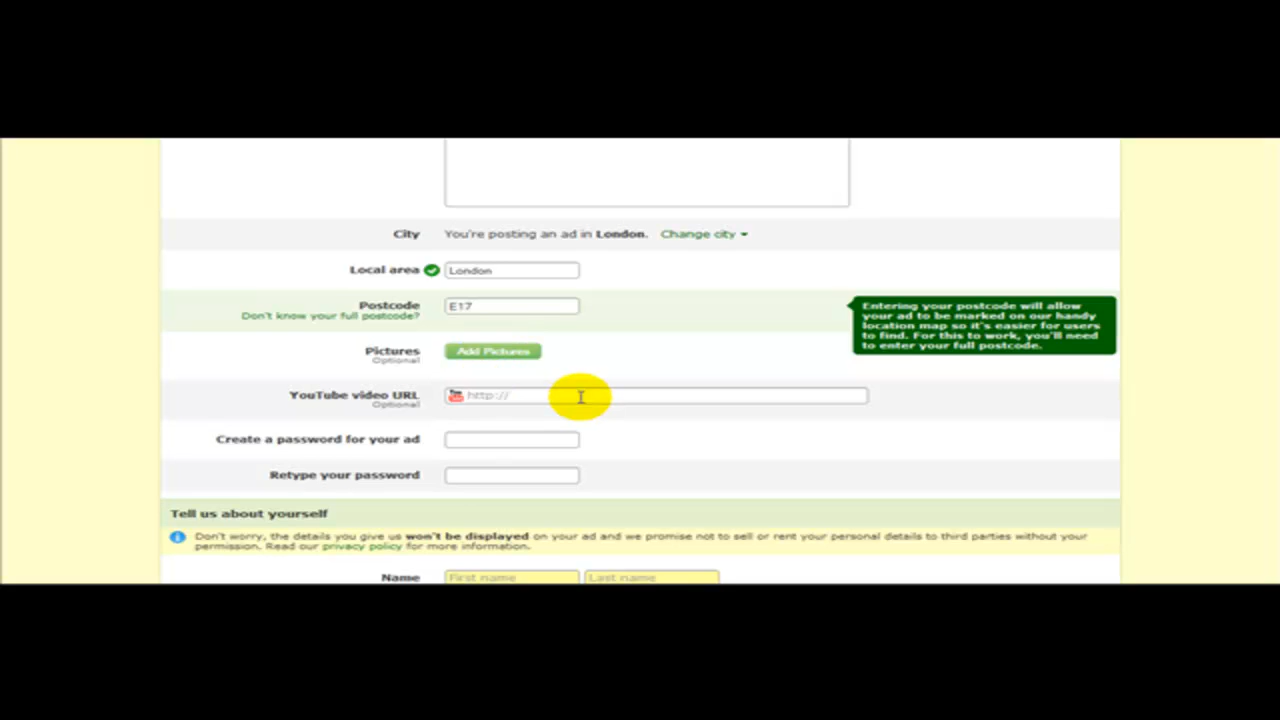 City You're posting an ad in London. Change city
Local area London
Postcode E17
Don't know your full postcode?
Entering your postcode will allow
your ad to be marked on our handy
location map so it's easier for users
to find. For this to work, you'll need
to enter your full postcode.
Pictures Add Pictures
Optional
YouTube video URL http://
Optional
Create a password for your ad
Retype your password
Tell us about yourself
Don't worry, the details you give us won't be displayed on your ad and we promise not to sell or rent your personal details to third parties without your
permission. Read our privacy policy for more information.
Name First name Last name